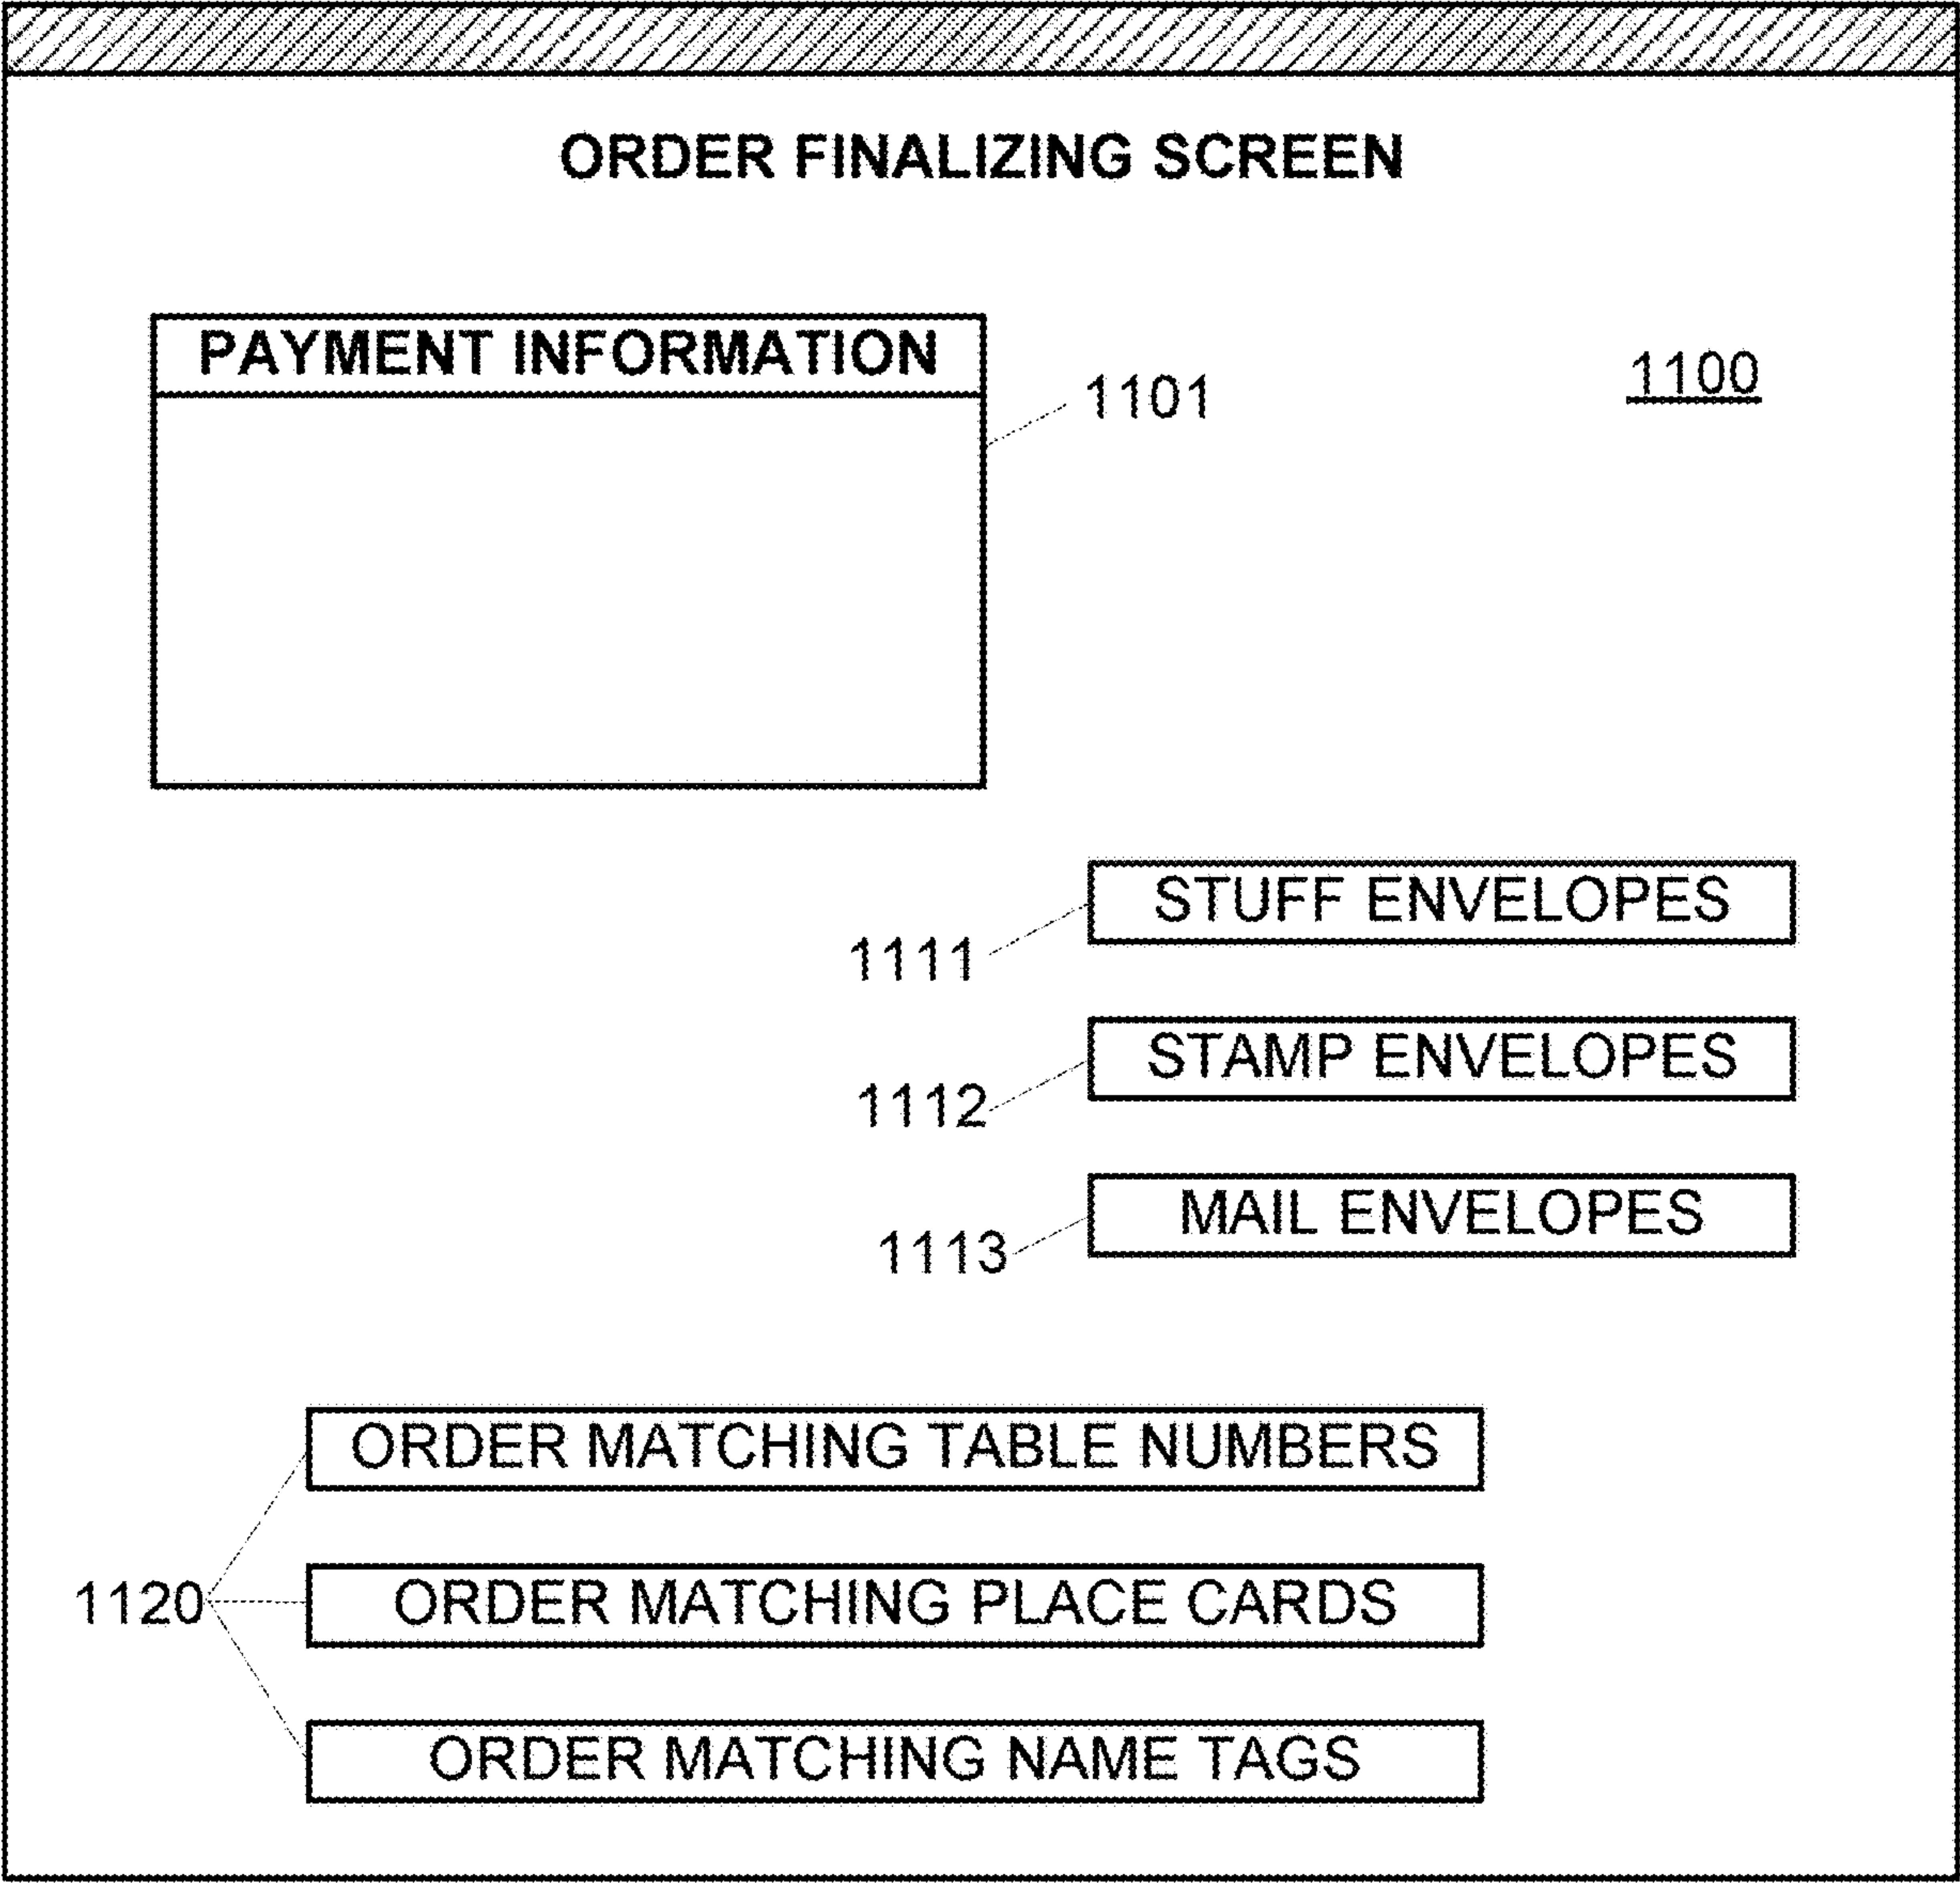 ORDER FINALIZING SCREEN
PAYMENT INFORMATION
1100
1101
STUFF ENVELOPES
1111
STAMP ENVELOPES
1112
MAIL ENVELOPES
1113
ORDER MATCHING TABLE NUMBERS
1120
ORDER MATCHING PLACE CARDS
ORDER MATCHING NAME TAGS